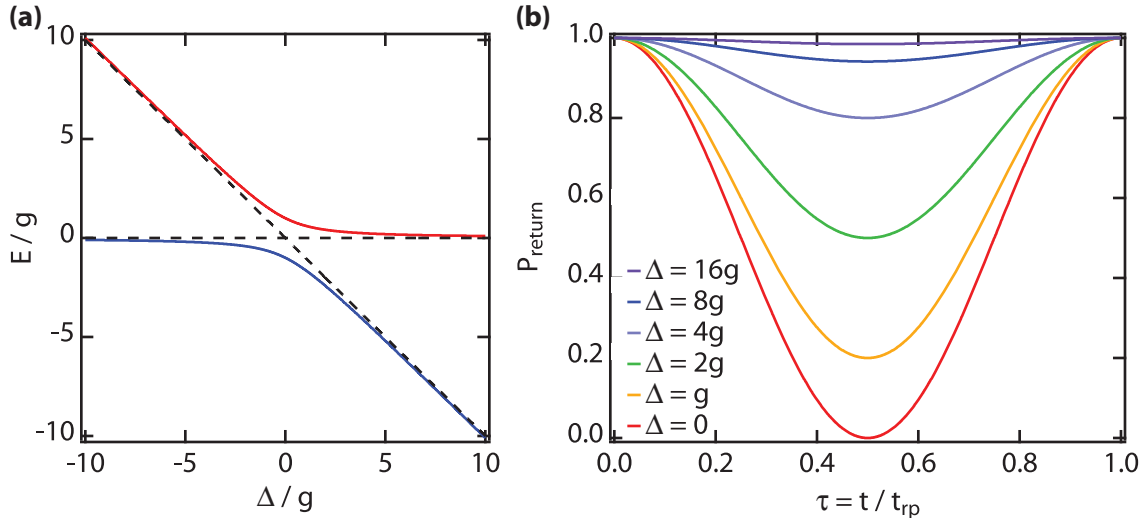 (a)
10
5
0
-5
-10
E / g
-10 -5 0 5 10
Δ / g
(b)
1.0
0.8
0.6
0.4
0.2
0.0
P_return
Δ = 16g
Δ = 8g
Δ = 4g
Δ = 2g
Δ = g
Δ = 0
0.0 0.2 0.4 0.6 0.8 1.0
τ = t / t_rp